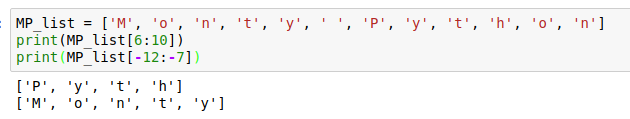 MP_list = ['M', 'o', 'n', 't', 'y', ' ', 'P', 'y', 't', 'h', 'o', 'n']
print(MP_list[6:10])
print(MP_list[-12:-7])
['P', 'y', 't', 'h']
['M', 'o', 'n', 't', 'y']